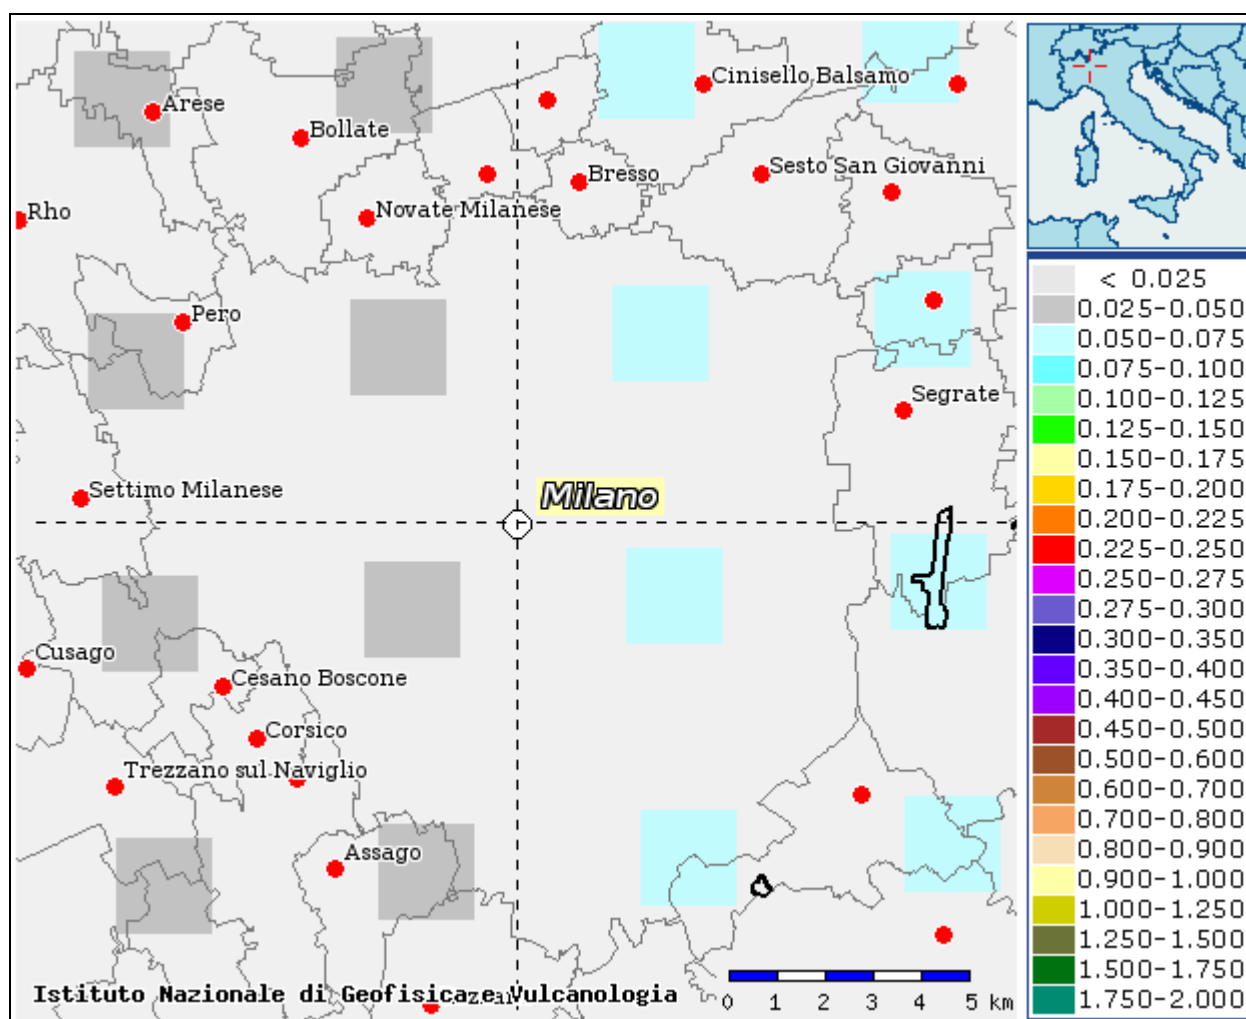 Cinisello Balsamo
Arese
Bollate
Sesto San Giovanni
Bresso
Rho
Novate Milanese
Pero
Segrate
Settimo Milanese
Milano
Cusago
Cesano Boscone
Corsico
Trezzano sul Naviglio
Assago
Istituto Nazionale di Geofisica e Vulcanologia
0 1 2 3 4 5 km
< 0.025
0.025-0.050
0.050-0.075
0.075-0.100
0.100-0.125
0.125-0.150
0.150-0.175
0.175-0.200
0.200-0.225
0.225-0.250
0.250-0.275
0.275-0.300
0.300-0.350
0.350-0.400
0.400-0.450
0.450-0.500
0.500-0.600
0.600-0.700
0.700-0.800
0.800-0.900
0.900-1.000
1.000-1.250
1.250-1.500
1.500-1.750
1.750-2.000